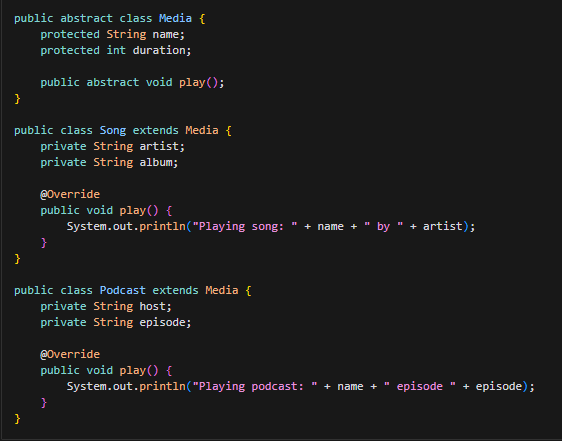 public abstract class Media {
    protected String name;
    protected int duration;

    public abstract void play();
}

public class Song extends Media {
    private String artist;
    private String album;

    @Override
    public void play() {
        System.out.println("Playing song: " + name + " by " + artist);
    }
}

public class Podcast extends Media {
    private String host;
    private String episode;

    @Override
    public void play() {
        System.out.println("Playing podcast: " + name + " episode " + episode);
    }
}